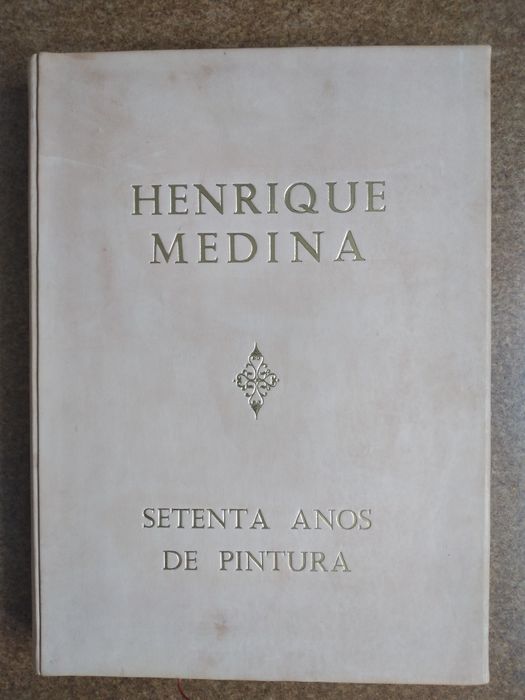 HENRIQUE
MEDINA
SETENTA ANOS
DE PINTURA